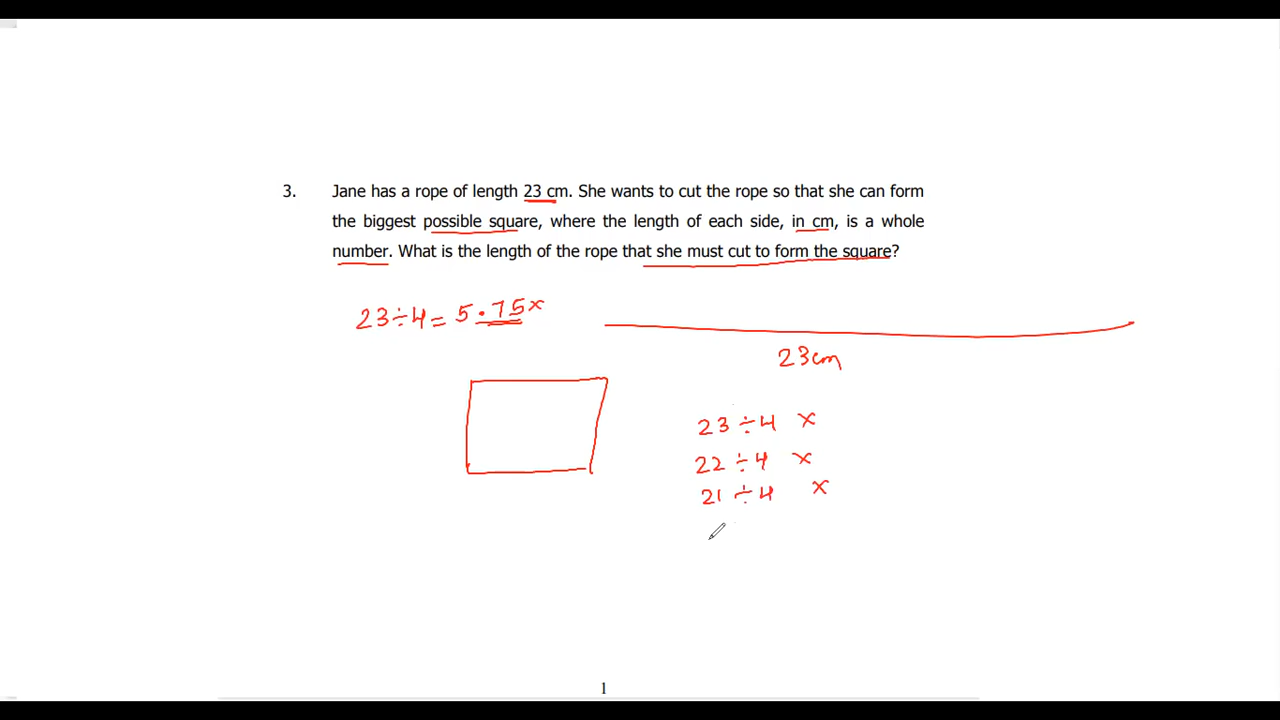 3. Jane has a rope of length 23 cm. She wants to cut the rope so that she can form
the biggest possible square, where the length of each side, in cm, is a whole
number. What is the length of the rope that she must cut to form the square?
23÷4= 5.75x
23cm
23÷4 x
22÷4 x
21÷4 x
1